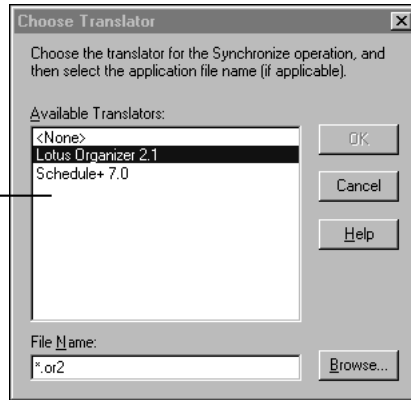 Choose Translator
Choose the translator for the Synchronize operation, and
then select the application file name (if applicable).
Available Translators:
<None>
Lotus Organizer 2.1
Schedule+ 7.0
OK
Cancel
Help
File Name:
*.or2
Browse...